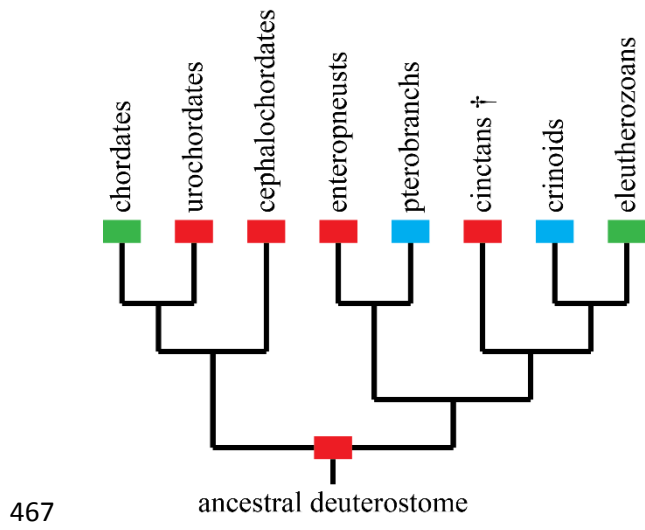 chordates
urochordates
cephalochordates
enteropneusts
pterobranchs
cinctans †
crinoids
eleutherozoans
ancestral deuterostome
467